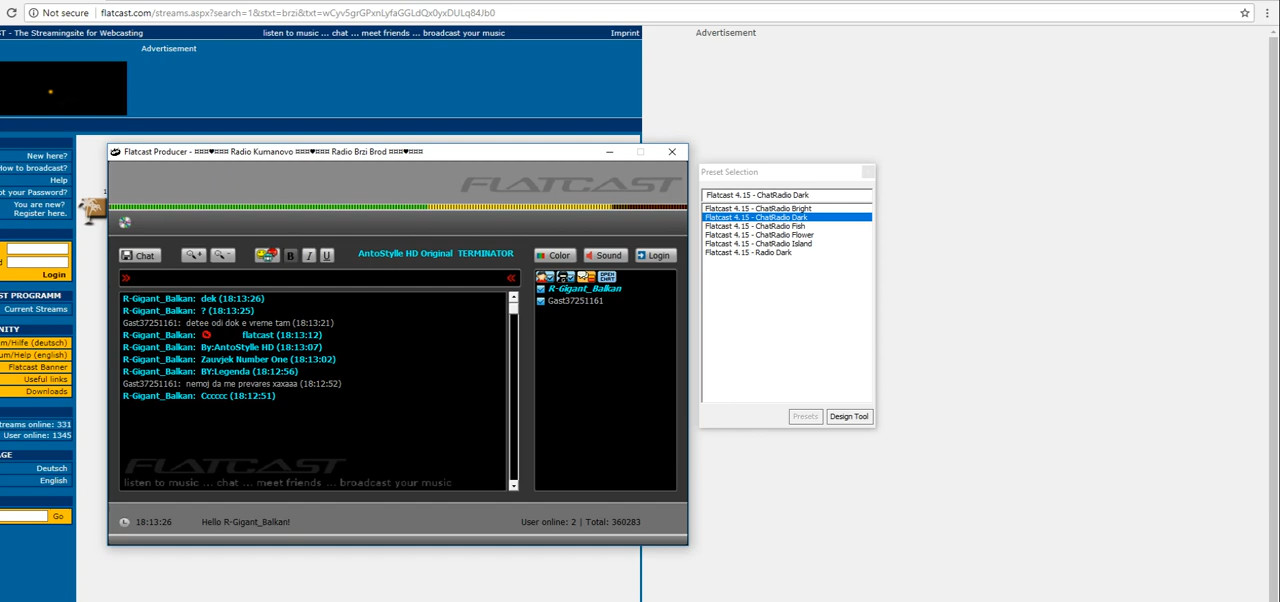 Not secure | flatcast.com/streams.aspx?search=1&stxt=brzi&txt=wCyv5grGPxnLyfaGGLdQx0yxDULq84Jb0
ST - The Streamingsite for Webcasting
listen to music ... chat ... meet friends ... broadcast your music
Imprint
Advertisement
Advertisement
New here?
How to broadcast?
Help
ot your Password?
You are new?
Register here.
Login
ST PROGRAMM
Current Streams
NITY
m/Hilfe (deutsch)
um/Help (english)
Flatcast Banner
Useful links
Downloads
treams online: 331
User online: 1345
AGE
Deutsch
English
Go
Flatcast Producer - ¤¤¤♥¤¤¤ Radio Kumanovo ¤¤¤♥¤¤¤ Radio Brzi Brod ¤¤¤♥¤¤¤
FLATCAST
Chat
B I U
AntoStylle HD Original TERMINATOR
Color
Sound
Login
» «
R-Gigant_Balkan: dek (18:13:26)
R-Gigant_Balkan: ? (18:13:25)
Gast37251161: detee odi dok e vreme tam (18:13:21)
R-Gigant_Balkan: flatcast (18:13:12)
R-Gigant_Balkan: By:AntoStylle HD (18:13:07)
R-Gigant_Balkan: Zauvjek Number One (18:13:02)
R-Gigant_Balkan: BY:Legenda (18:12:56)
Gast37251161: nemoj da me prevares xaxaaa (18:12:52)
R-Gigant_Balkan: Cccccc (18:12:51)
FLATCAST
listen to music ... chat ... meet friends ... broadcast your music
OPEN CHAT
R-Gigant_Balkan
Gast37251161
18:13:26
Hello R-Gigant_Balkan!
User online: 2 | Total: 360283
Preset Selection
Flatcast 4.15 - ChatRadio Dark
Flatcast 4.15 - ChatRadio Bright
Flatcast 4.15 - ChatRadio Dark
Flatcast 4.15 - ChatRadio Fish
Flatcast 4.15 - ChatRadio Flower
Flatcast 4.15 - ChatRadio Island
Flatcast 4.15 - Radio Dark
Presets
Design Tool